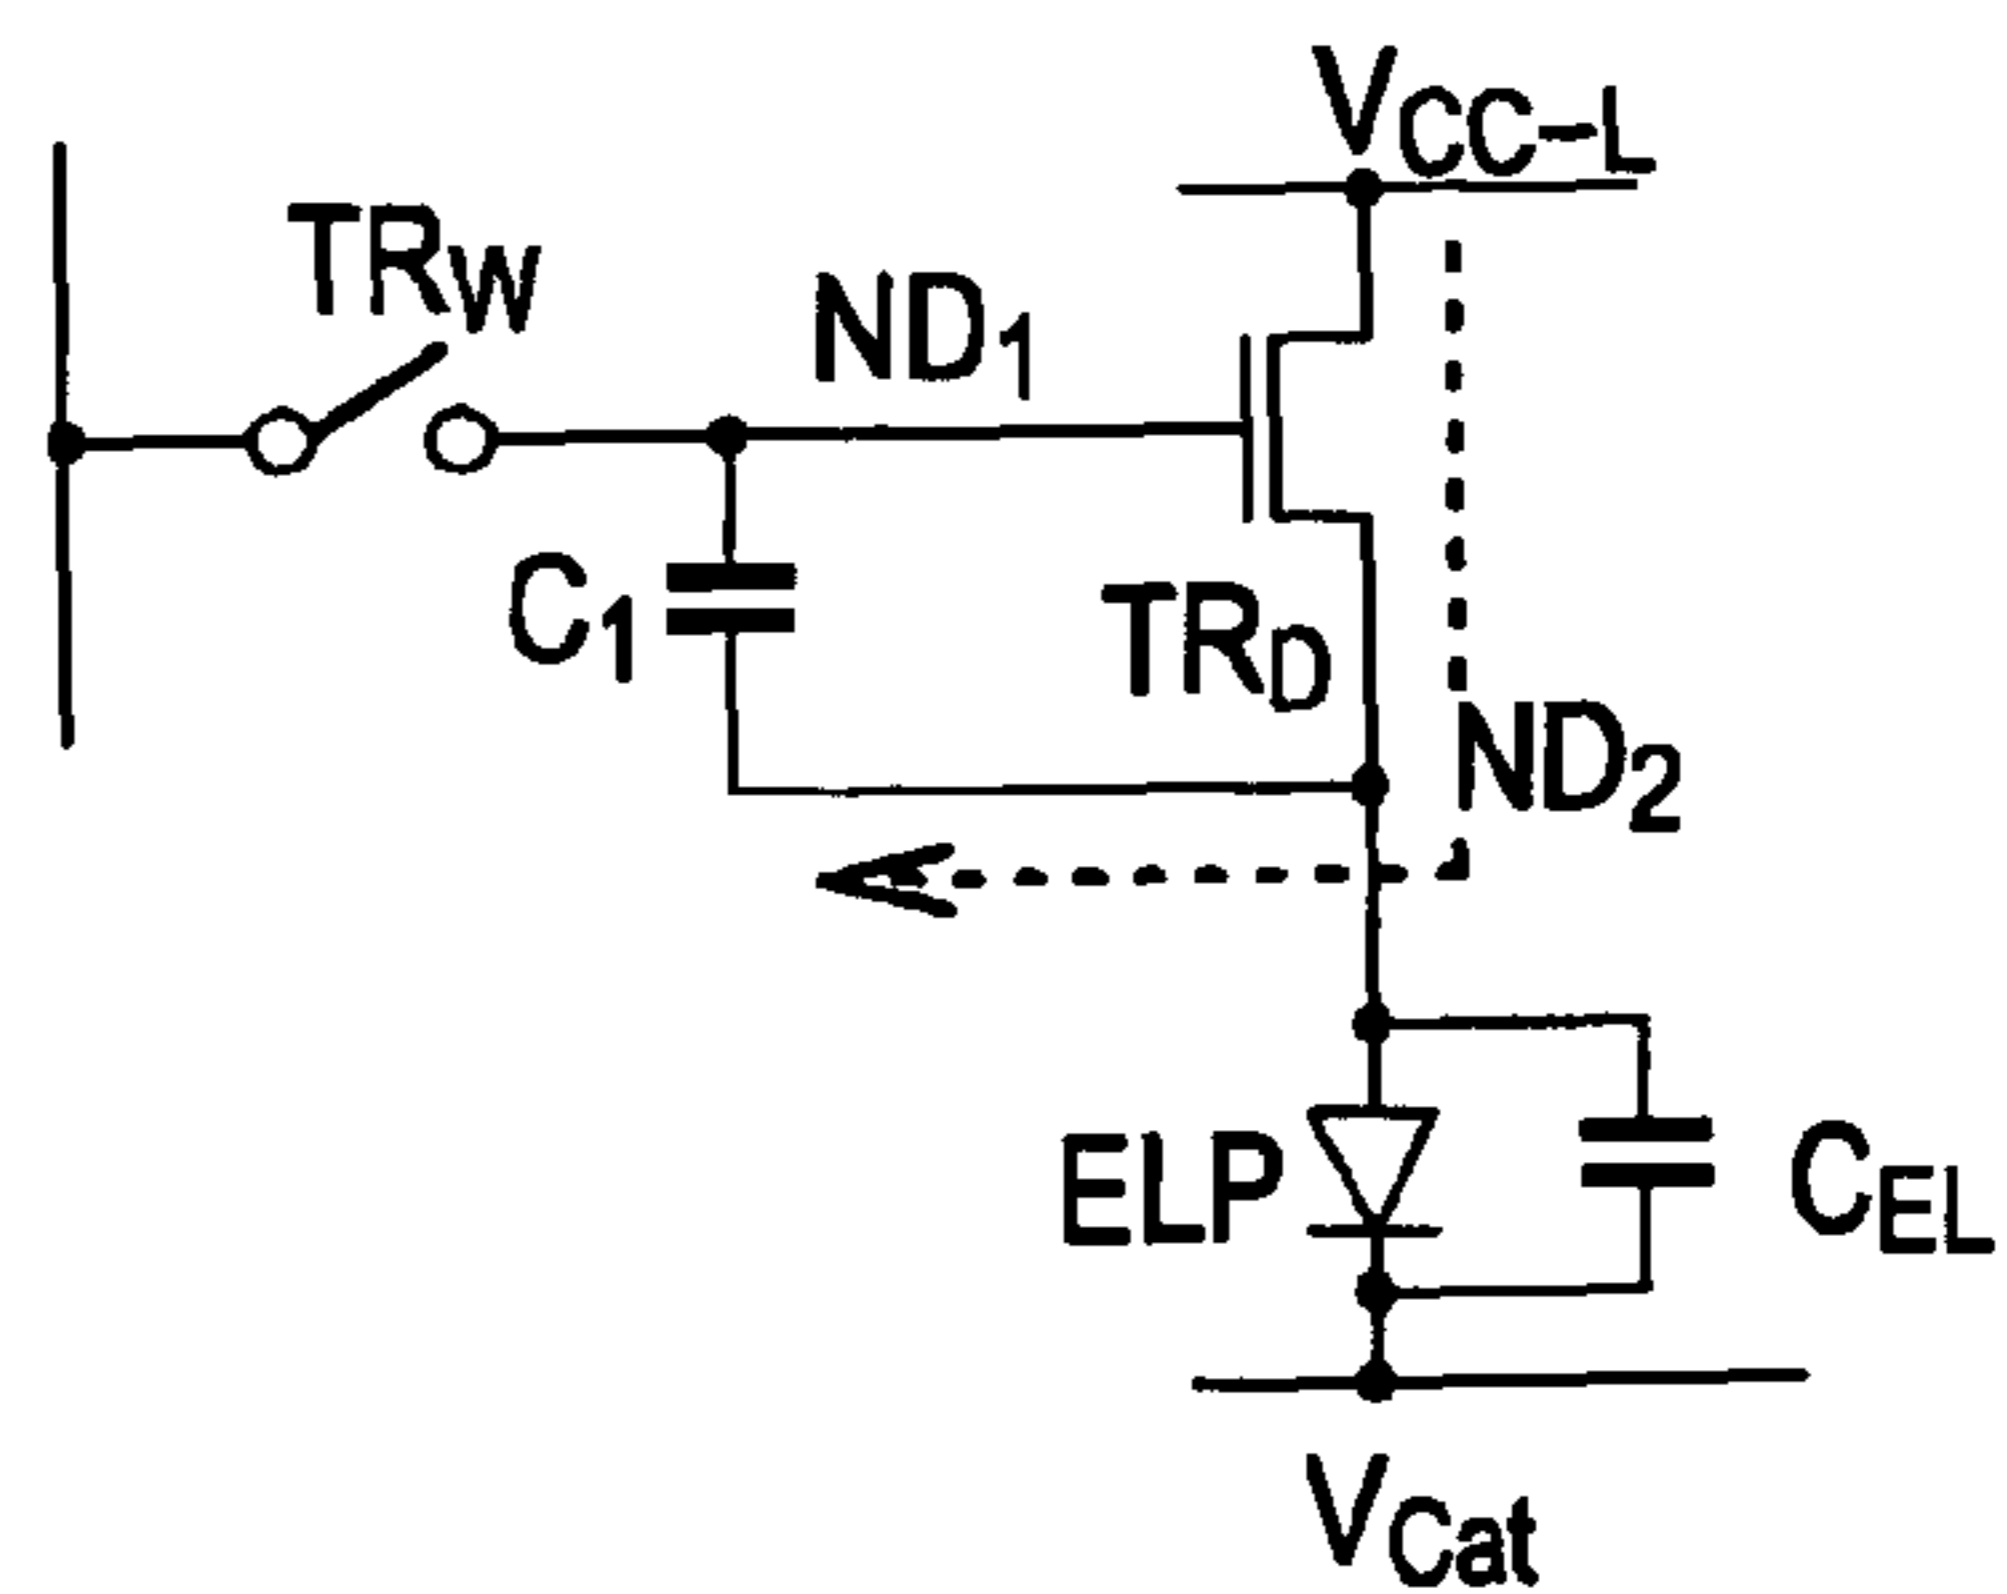 VCC-L
TRW
ND1
C1
TRD
ND2
ELP
CEL
VCat